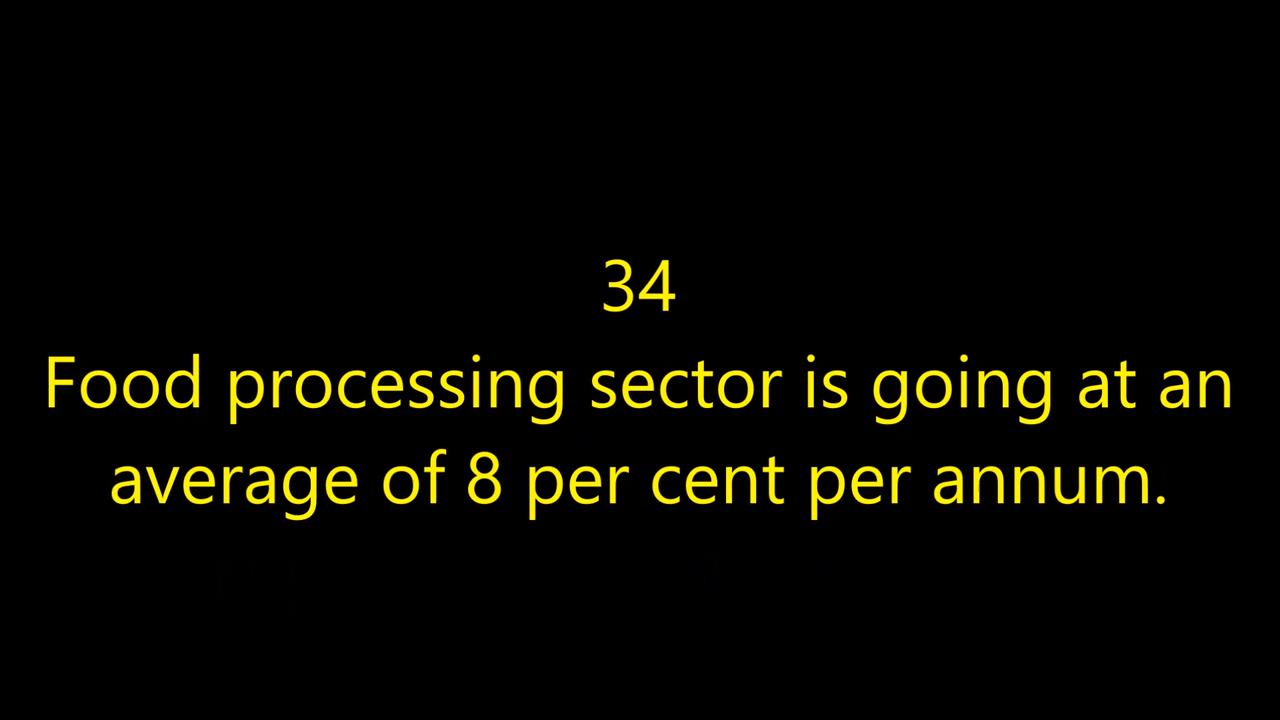 34
Food processing sector is going at an
average of 8 per cent per annum.